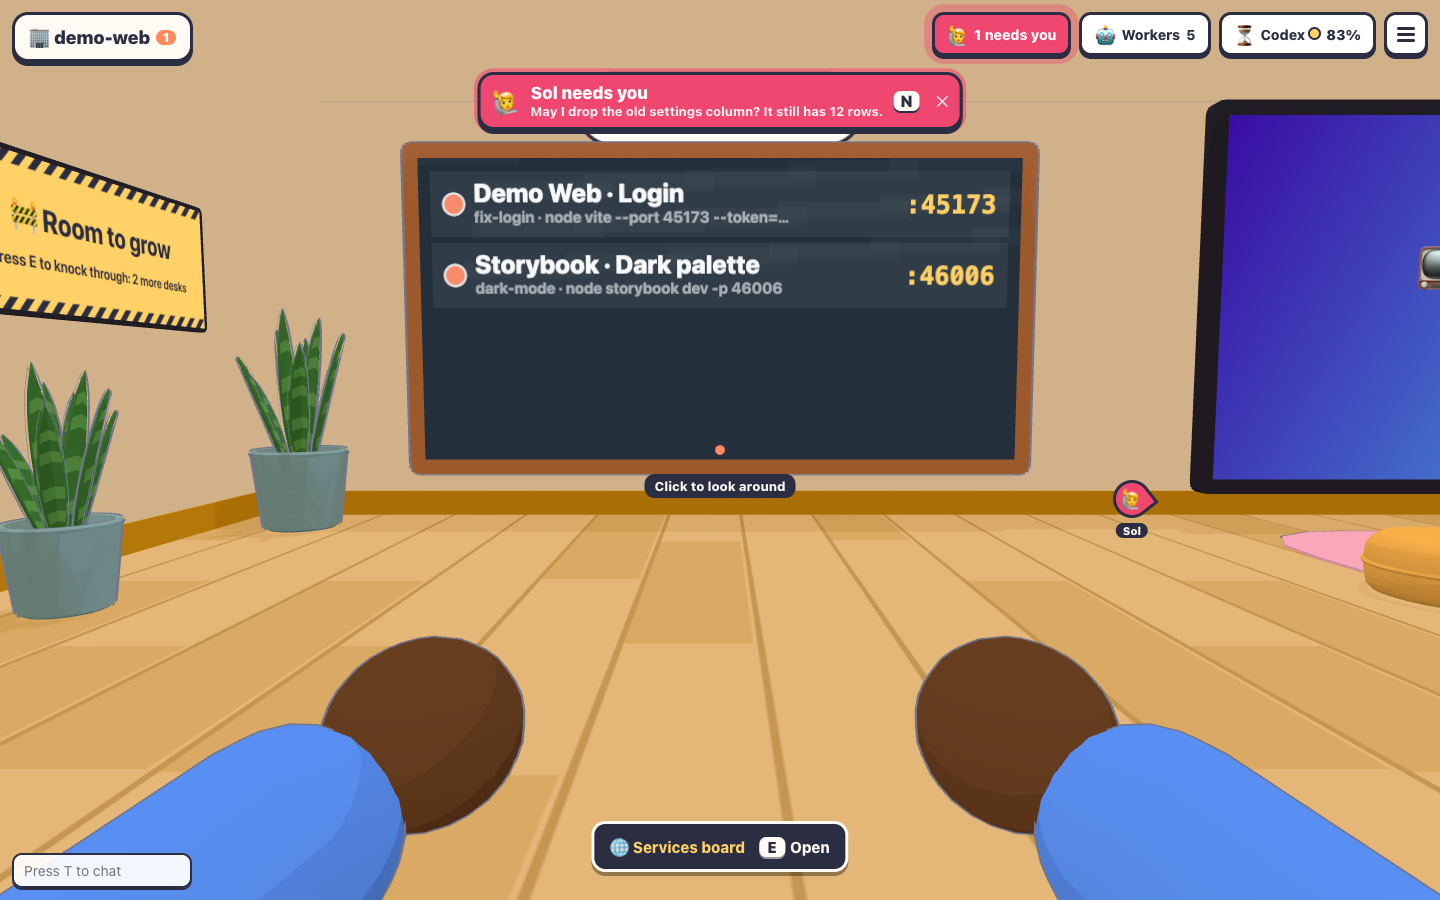 demo-web 1
1 needs you
Workers 5
Codex 83%
Sol needs you
May I drop the old settings column? It still has 12 rows.
N
Room to grow
ress E to knock through: 2 more desks
Demo Web · Login
fix-login · node vite --port 45173 --token=…
:45173
Storybook · Dark palette
dark-mode · node storybook dev -p 46006
:46006
Click to look around
Sol
Services board E Open
Press T to chat